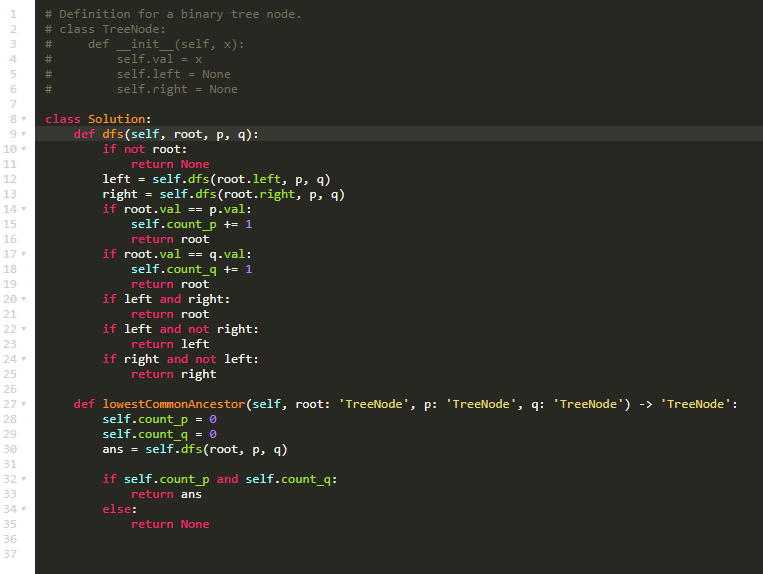 1 # Definition for a binary tree node.
2 # class TreeNode:
3 #     def __init__(self, x):
4 #         self.val = x
5 #         self.left = None
6 #         self.right = None
7
8 class Solution:
9     def dfs(self, root, p, q):
10         if not root:
11             return None
12         left = self.dfs(root.left, p, q)
13         right = self.dfs(root.right, p, q)
14         if root.val == p.val:
15             self.count_p += 1
16             return root
17         if root.val == q.val:
18             self.count_q += 1
19             return root
20         if left and right:
21             return root
22         if left and not right:
23             return left
24         if right and not left:
25             return right
26
27     def lowestCommonAncestor(self, root: 'TreeNode', p: 'TreeNode', q: 'TreeNode') -> 'TreeNode':
28         self.count_p = 0
29         self.count_q = 0
30         ans = self.dfs(root, p, q)
31
32         if self.count_p and self.count_q:
33             return ans
34         else:
35             return None
36
37